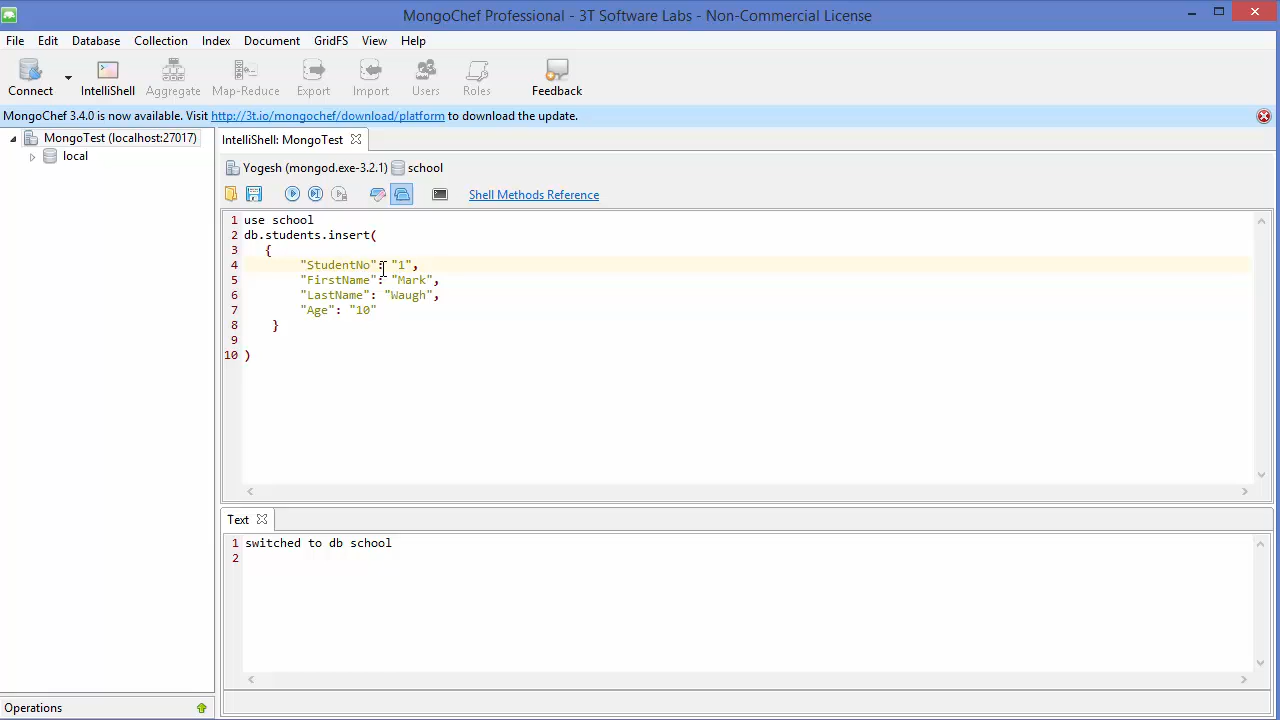 MongoChef Professional - 3T Software Labs - Non-Commercial License
File Edit Database Collection Index Document GridFS View Help
Connect IntelliShell Aggregate Map-Reduce Export Import Users Roles Feedback
MongoChef 3.4.0 is now available. Visit http://3t.io/mongochef/download/platform to download the update.
MongoTest (localhost:27017)
local
IntelliShell: MongoTest
Yogesh (mongod.exe-3.2.1) school
Shell Methods Reference
1 use school
2 db.students.insert(
3 {
4 "StudentNo": "1",
5 "FirstName": "Mark",
6 "LastName": "Waugh",
7 "Age": "10"
8 }
9
10 )
Text
1 switched to db school
2
Operations